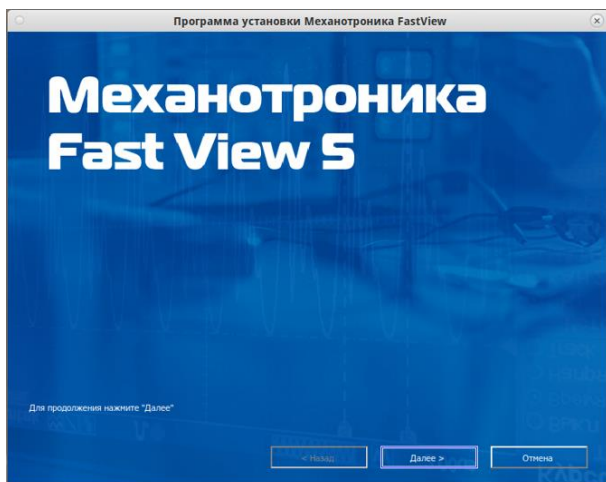 Программа установки Механотроника FastView
Механотроника
Fast View 5
Для продолжения нажмите "Далее"
< Назад
Далее >
Отмена